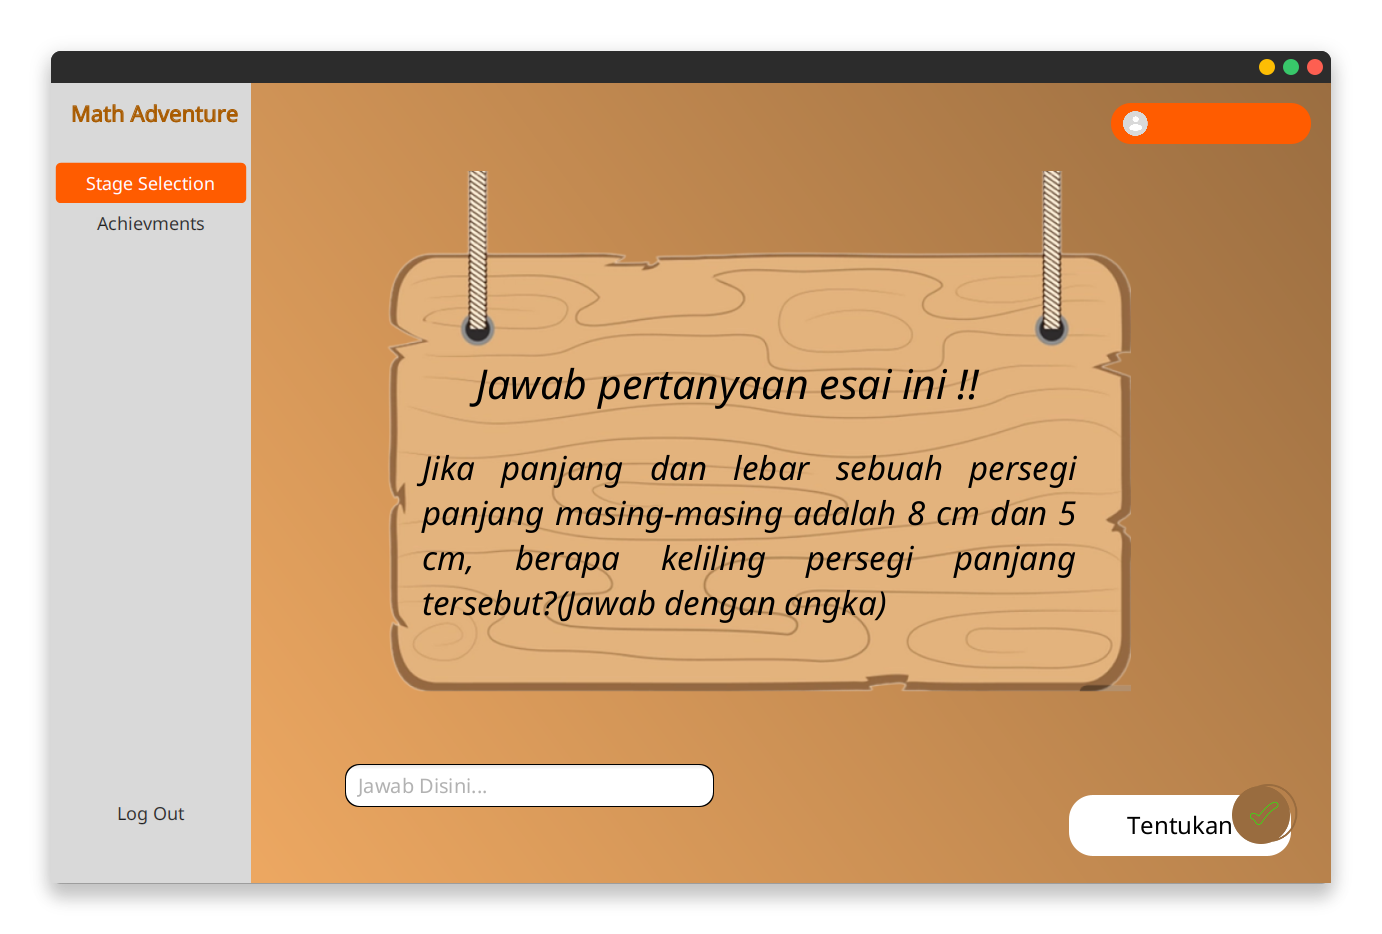 Math Adventure
Stage Selection
Achievments
Jawab pertanyaan esai ini !!
Jika panjang dan lebar sebuah persegi
panjang masing-masing adalah 8 cm dan 5
cm, berapa keliling persegi panjang
tersebut?(Jawab dengan angka)
Jawab Disini...
Log Out
Tentukan